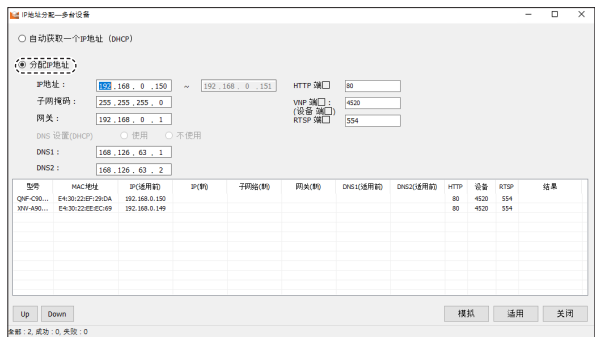 IP地址分配—多台设备
自动获取一个IP地址（DHCP）
分配IP地址
IP地址： 192 . 168 . 0 . 150 ~ 192 . 168 . 0 . 151 HTTP 端口 80
子网掩码： 255 . 255 . 255 . 0 VNP 端口： 4520
(设备 端口)
网关： 192 . 168 . 0 . 1 RTSP 端口 554
DNS 设置(DHCP) 使用 不使用
DNS1： 168 . 126 . 63 . 1
DNS2： 168 . 126 . 63 . 2
型号 MAC地址 IP(适用前) IP(新) 子网络(新) 网关(新) DNS1(适用前) DNS2(适用前) HTTP 设备 RTSP 结果
QNF-C90... E4:30:22:EF:29:DA 192.168.0.150 80 4520 554
XNV-A90... E4:30:22:EE:EC:69 192.168.0.149 80 4520 554
Up Down 模拟 适用 关闭
全部 : 2, 成功 : 0, 失败 : 0